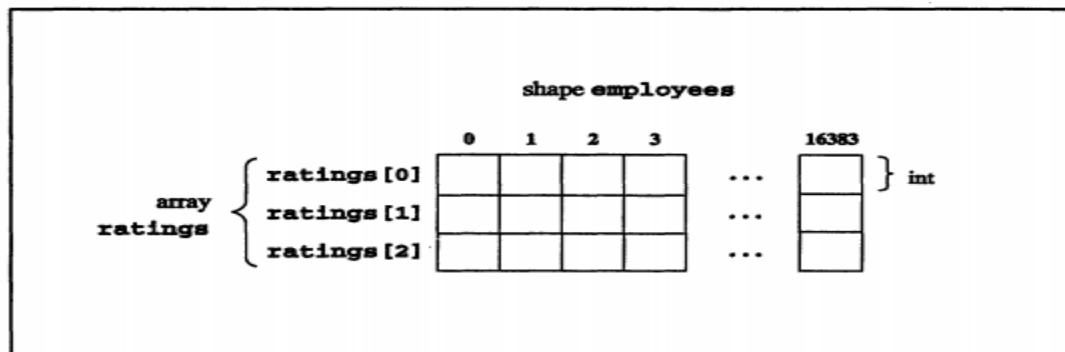 shape employees
0 1 2 3 16383
ratings[0] ... int
array
ratings[1] ...
ratings
ratings[2] ...